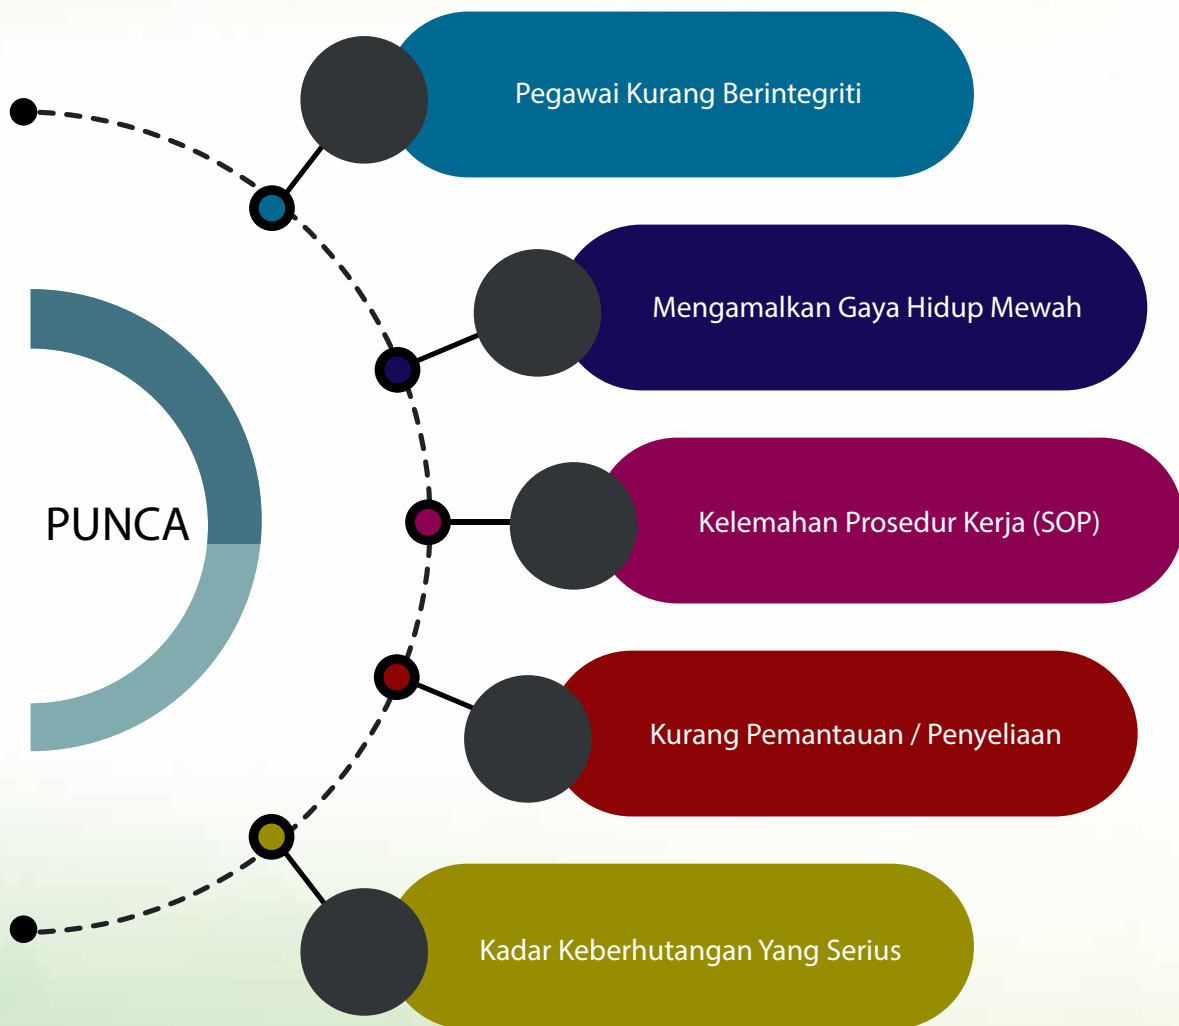 Pegawai Kurang Berintegriti
Mengamalkan Gaya Hidup Mewah
PUNCA
Kelemahan Prosedur Kerja (SOP)
Kurang Pemantauan / Penyeliaan
Kadar Keberhutangan Yang Serius